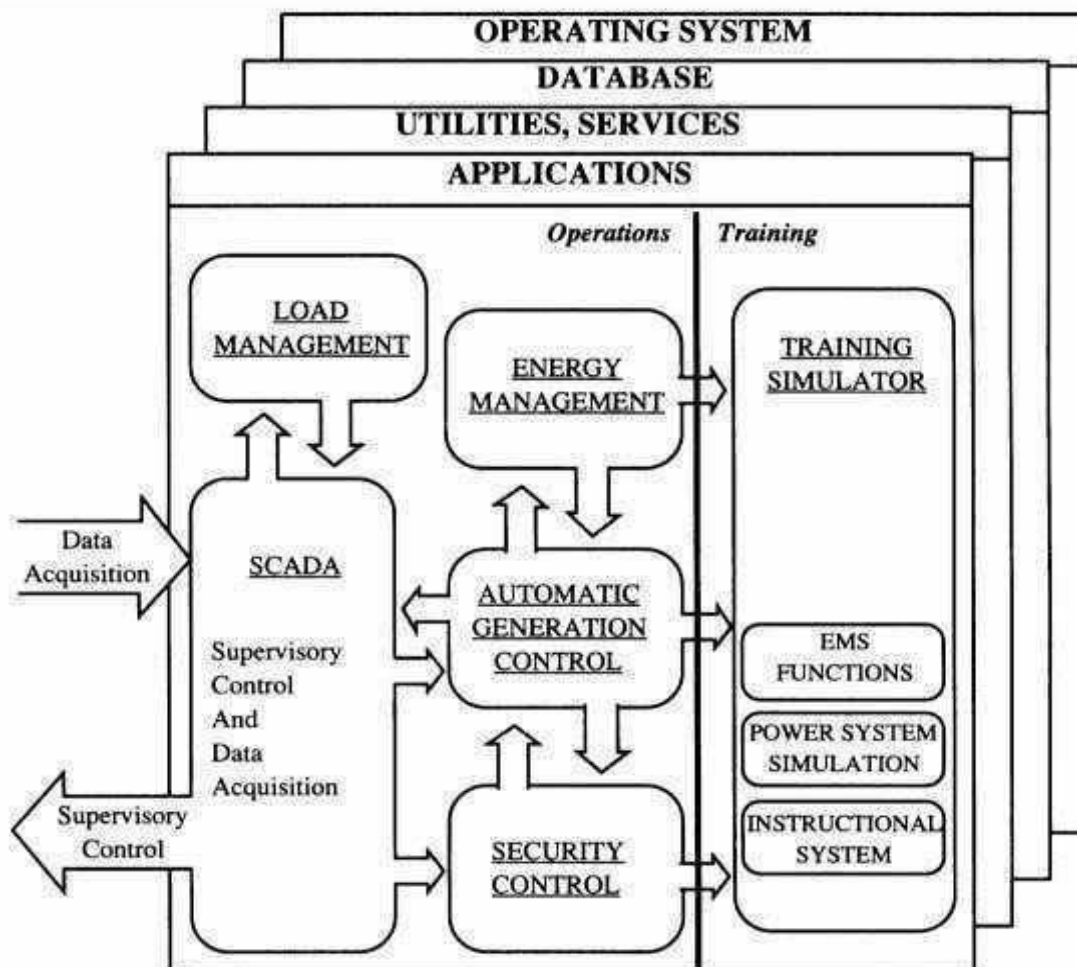 OPERATING SYSTEM
DATABASE
UTILITIES, SERVICES
APPLICATIONS
Operations
Training
LOAD
MANAGEMENT
ENERGY
MANAGEMENT
TRAINING
SIMULATOR
Data
Acquisition
SCADA
Supervisory
Control
And
Data
Acquisition
AUTOMATIC
GENERATION
CONTROL
EMS
FUNCTIONS
POWER SYSTEM
SIMULATION
INSTRUCTIONAL
SYSTEM
Supervisory
Control
SECURITY
CONTROL